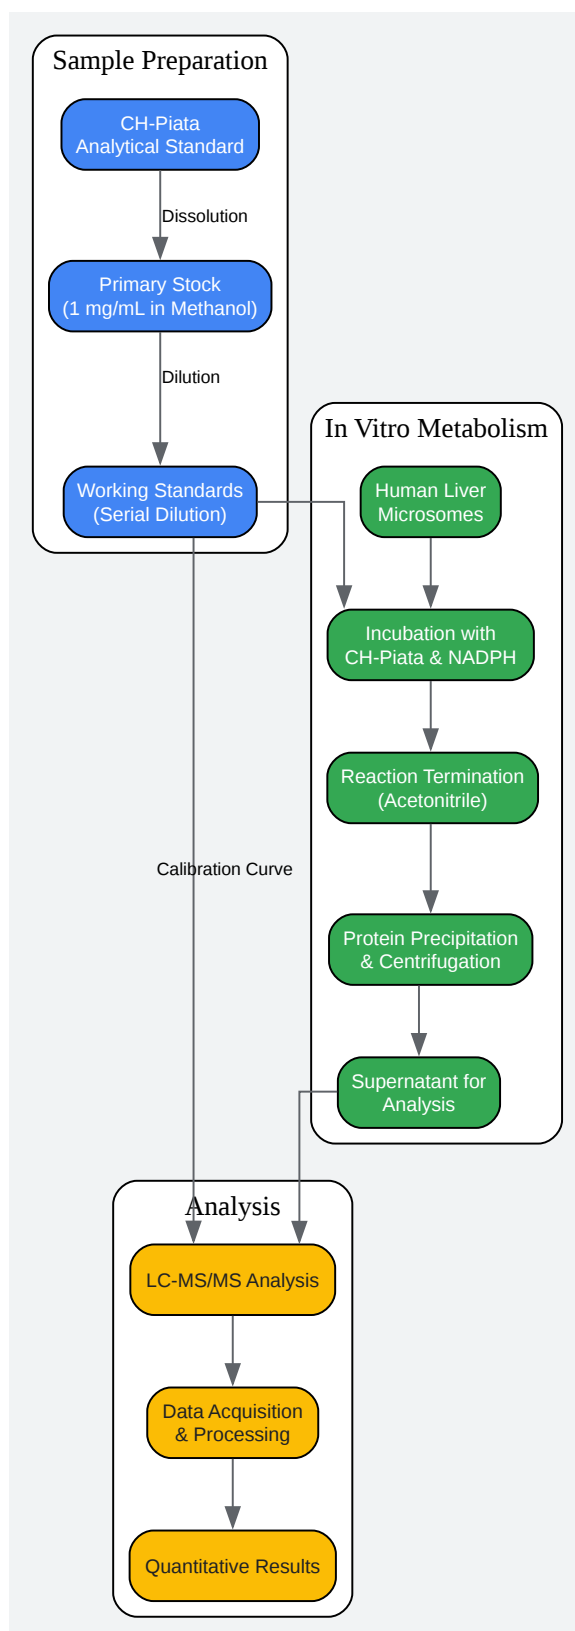 Sample Preparation
CH-Piata
Analytical Standard
Dissolution
Primary Stock
(1 mg/mL in Methanol)
Dilution
Working Standards
(Serial Dilution)
In Vitro Metabolism
Human Liver
Microsomes
Incubation with
CH-Piata & NADPH
Reaction Termination
(Acetonitrile)
Calibration Curve
Protein Precipitation
& Centrifugation
Supernatant for
Analysis
Analysis
LC-MS/MS Analysis
Data Acquisition
& Processing
Quantitative Results